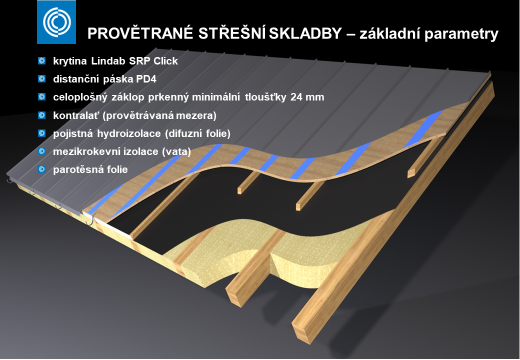 PROVĚTRANÉ STŘEŠNÍ SKLADBY – základní parametry
krytina Lindab SRP Click
distanční páska PD4
celoplošný záklop prkenný minimální tloušťky 24 mm
kontralať (provětrávaná mezera)
pojistná hydroizolace (difuzní folie)
mezikrokevní izolace (vata)
parotěsná folie